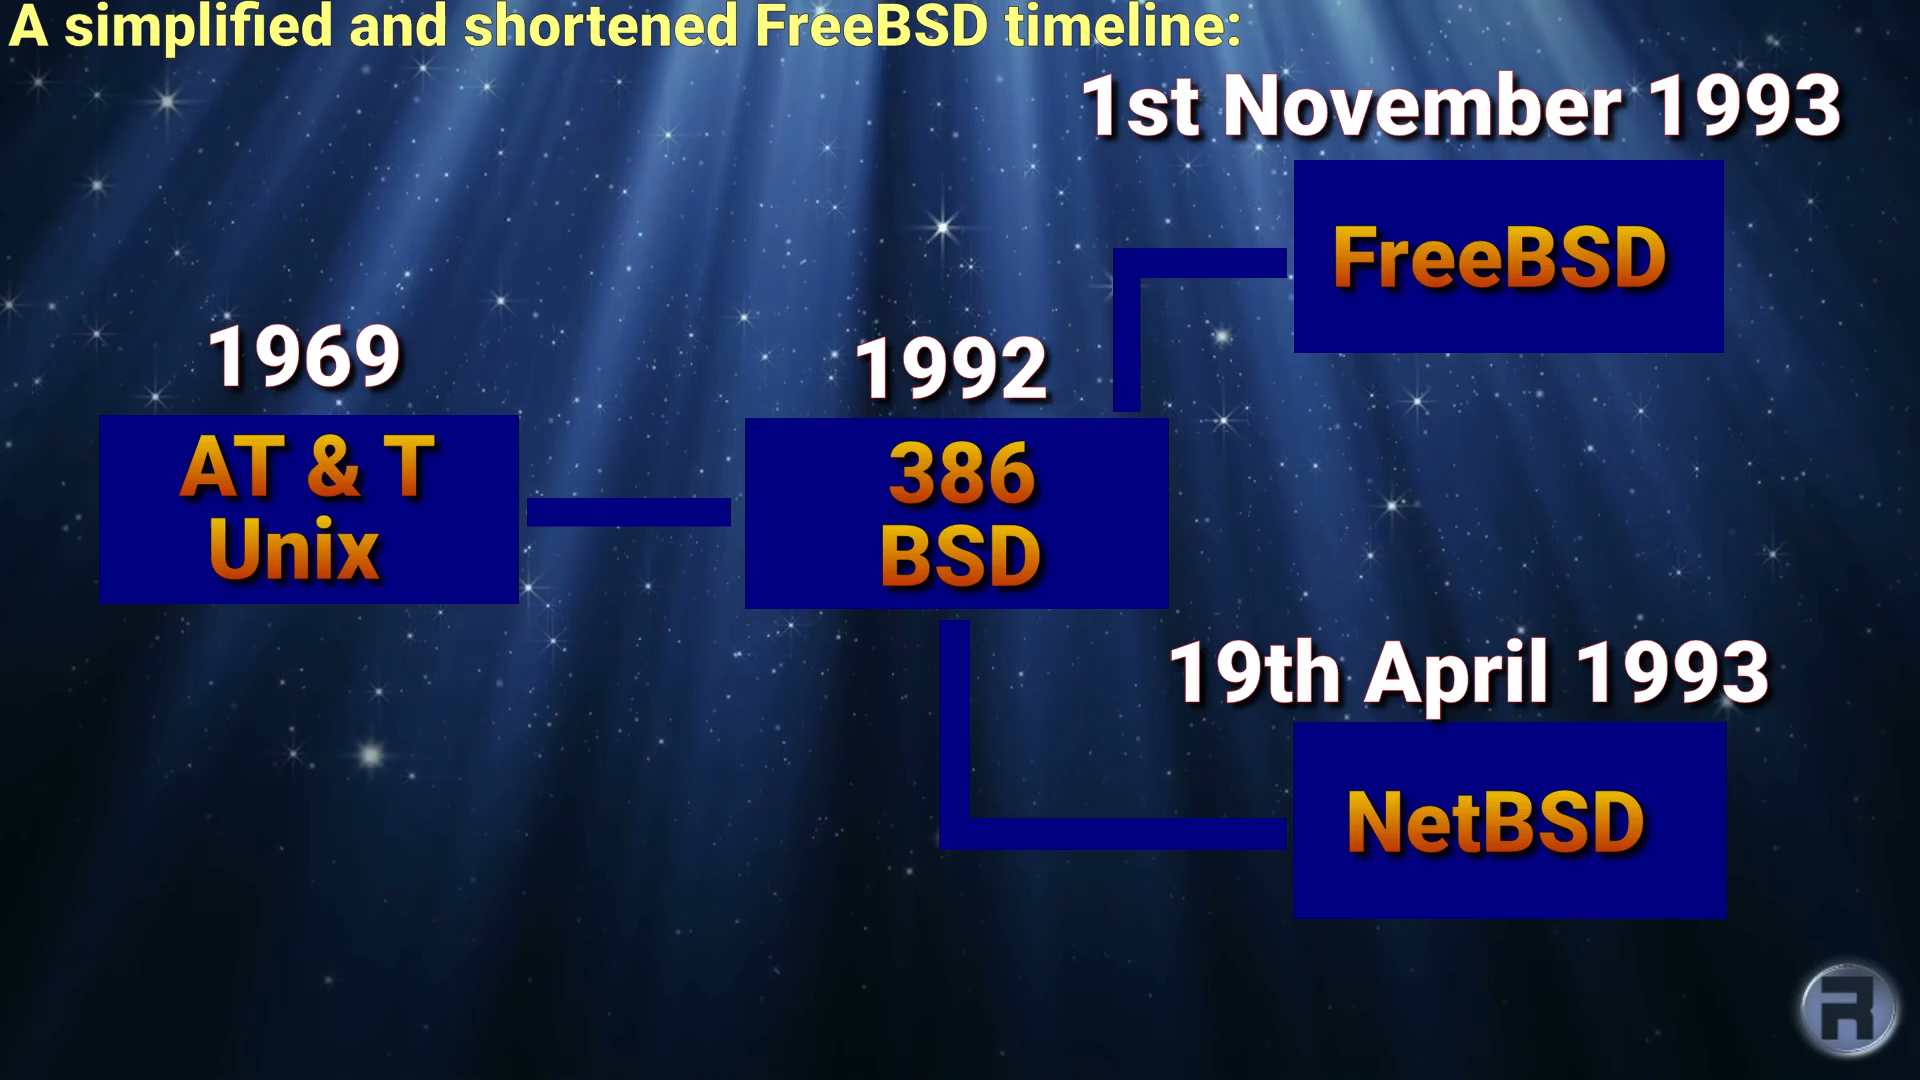 A simplified and shortened FreeBSD timeline:
1st November 1993
FreeBSD
1969
AT & T
Unix
1992
386
BSD
19th April 1993
NetBSD
R